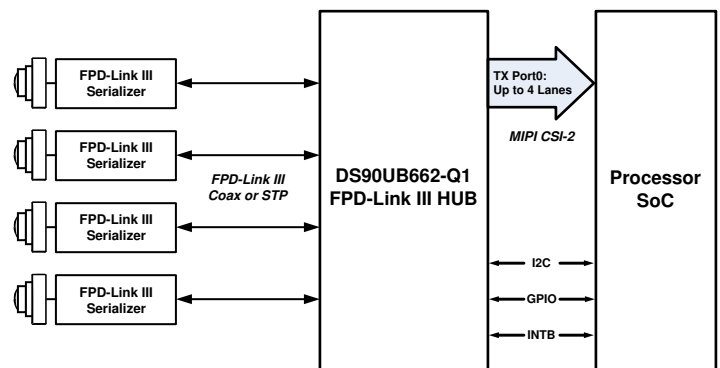 FPD-Link III
Serializer
FPD-Link III
Serializer
FPD-Link III
Serializer
FPD-Link III
Serializer
FPD-Link III
Coax or STP
DS90UB662-Q1
FPD-Link III HUB
TX Port0:
Up to 4 Lanes
MIPI CSI-2
I2C
GPIO
INTB
Processor
SoC